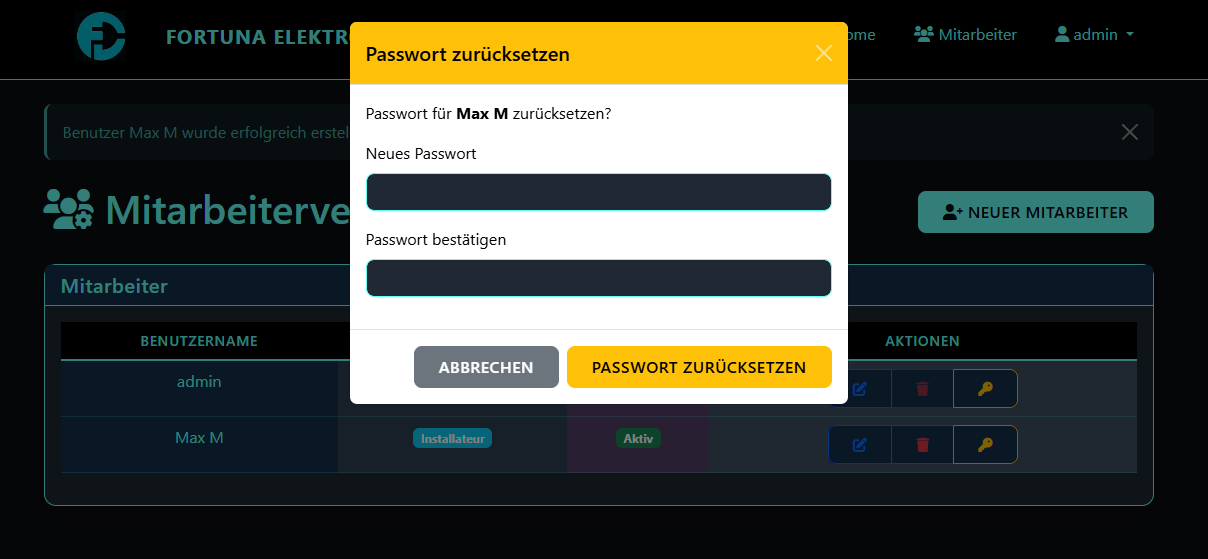 FORTUNA ELEKTR
Mitarbeiter
admin
Passwort zurücksetzen
Passwort für Max M zurücksetzen?
Neues Passwort
Passwort bestätigen
ABBRECHEN
PASSWORT ZURÜCKSETZEN
Benutzer Max M wurde erfolgreich erstel
Mitarbeiterve
NEUER MITARBEITER
Mitarbeiter
BENUTZERNAME AKTIONEN
admin
Max M Installateur Aktiv